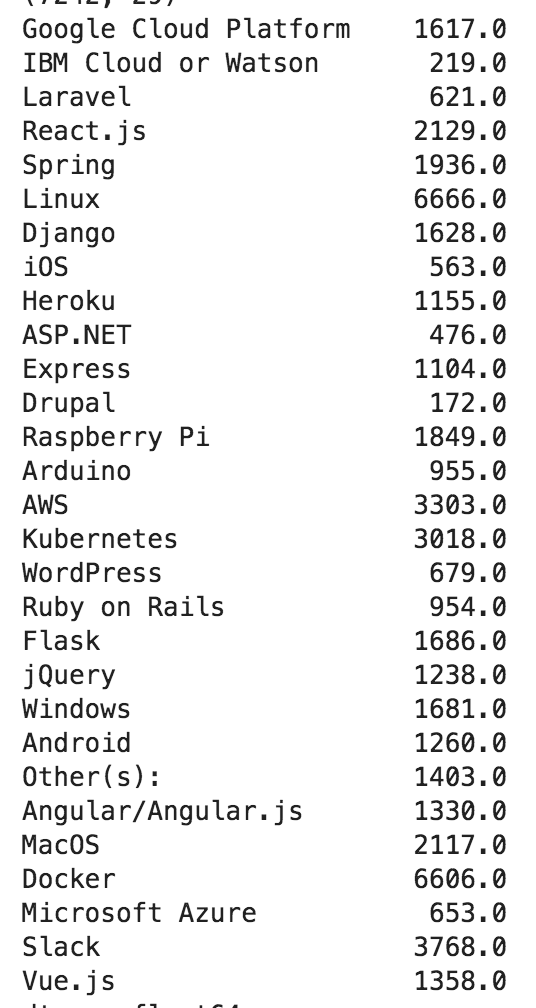 (7242, 29)
Google Cloud Platform 1617.0
IBM Cloud or Watson 219.0
Laravel 621.0
React.js 2129.0
Spring 1936.0
Linux 6666.0
Django 1628.0
iOS 563.0
Heroku 1155.0
ASP.NET 476.0
Express 1104.0
Drupal 172.0
Raspberry Pi 1849.0
Arduino 955.0
AWS 3303.0
Kubernetes 3018.0
WordPress 679.0
Ruby on Rails 954.0
Flask 1686.0
jQuery 1238.0
Windows 1681.0
Android 1260.0
Other(s): 1403.0
Angular/Angular.js 1330.0
MacOS 2117.0
Docker 6606.0
Microsoft Azure 653.0
Slack 3768.0
Vue.js 1358.0